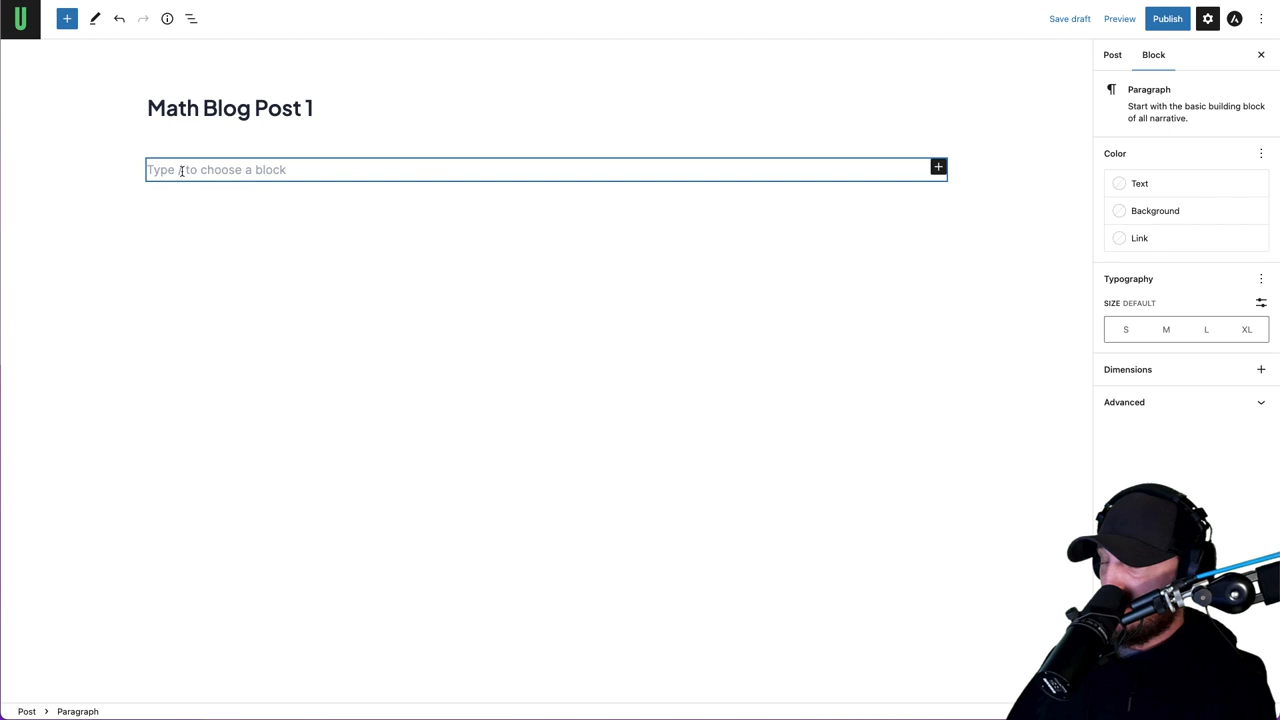 U
Save draft
Preview
Publish
Post
Block
Math Blog Post 1
Type / to choose a block
Paragraph
Start with the basic building block
of all narrative.
Color
Text
Background
Link
Typography
SIZE DEFAULT
S M L XL
Dimensions
Advanced
Post > Paragraph